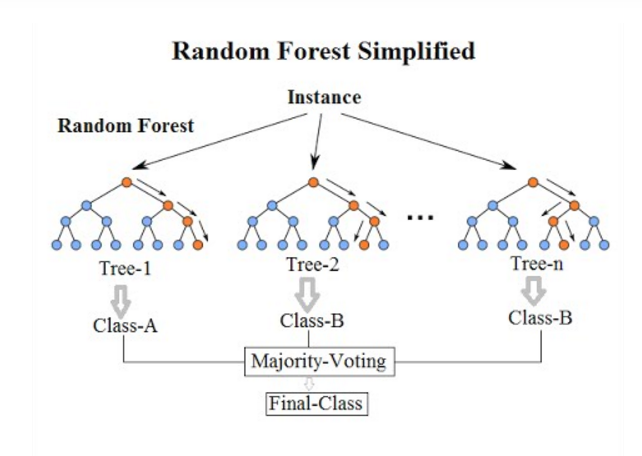 Random Forest Simplified
Instance
Random Forest
...
Tree-1
Tree-2
Tree-n
Class-A
Class-B
Class-B
Majority-Voting
Final-Class